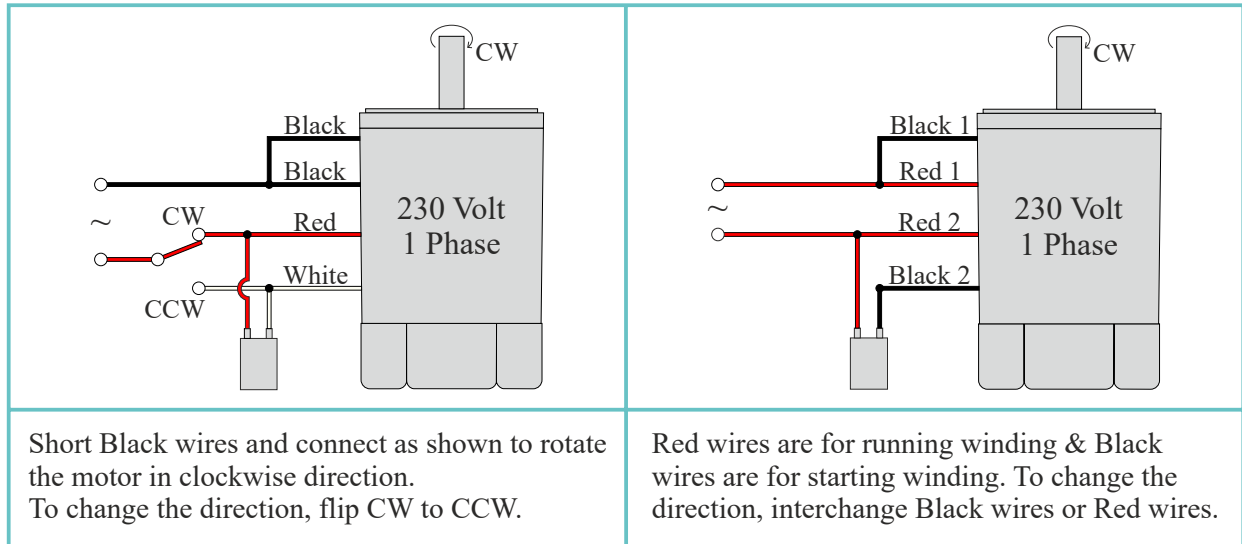 CW
Black
Black
~
CW
Red
230 Volt
1 Phase
White
CCW
Short Black wires and connect as shown to rotate
the motor in clockwise direction.
To change the direction, flip CW to CCW.
CW
Black 1
Red 1
~
Red 2
230 Volt
1 Phase
Black 2
Red wires are for running winding & Black
wires are for starting winding. To change the
direction, interchange Black wires or Red wires.